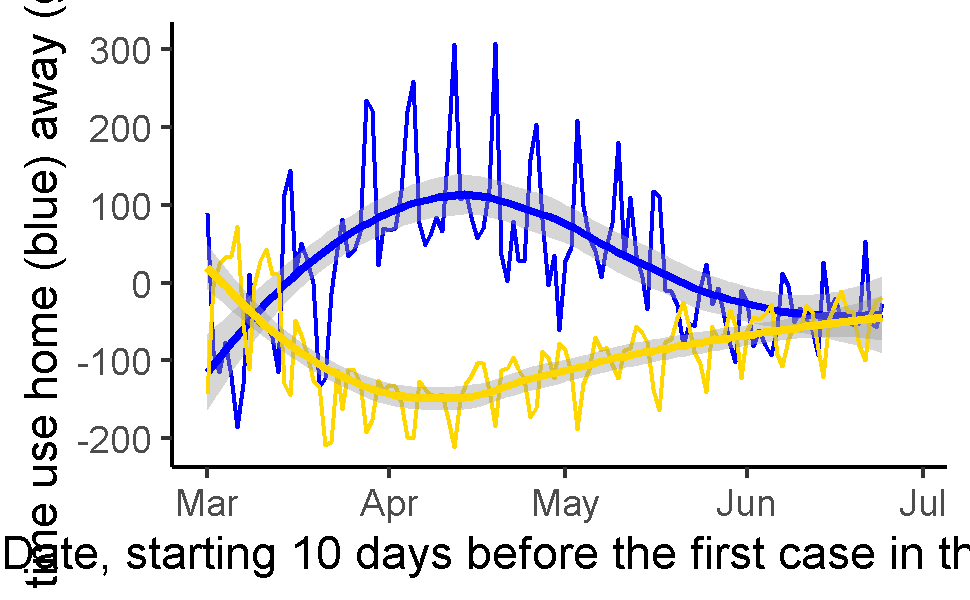 time use home (blue) away (
300
200
100
0
-100
-200
Mar Apr May Jun Jul
Date, starting 10 days before the first case in th